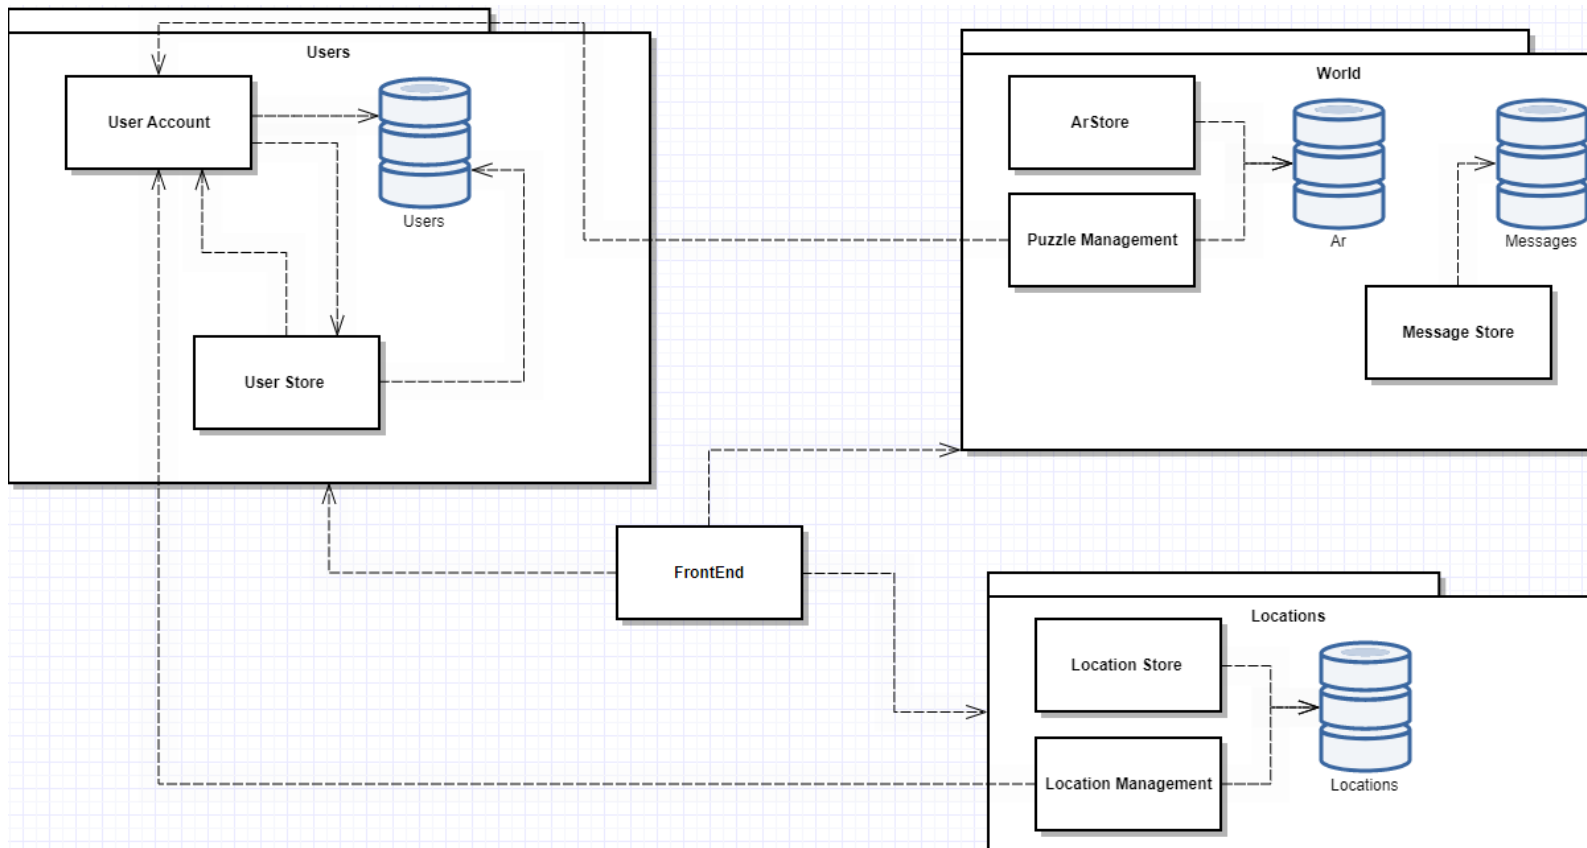 Users
User Account
Users
User Store
World
ArStore
Puzzle Management
Ar
Messages
Message Store
FrontEnd
Locations
Location Store
Location Management
Locations